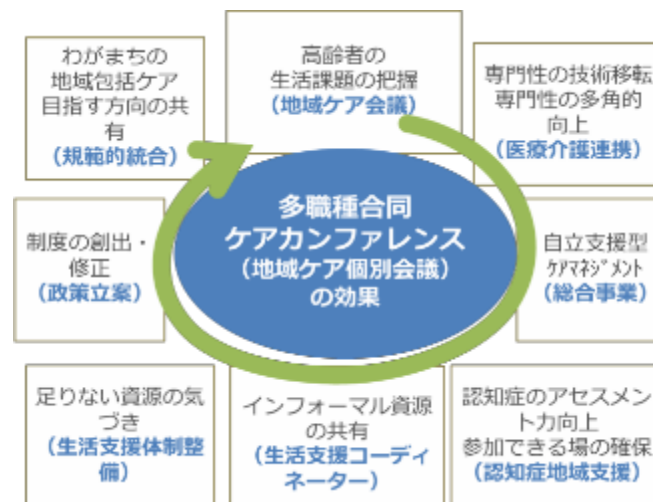 わがまちの
地域包括ケア
目指す方向の共
有
（規範的統合）
高齢者の
生活課題の把握
（地域ケア会議）
専門性の技術移転
専門性の多角的
向上
（医療介護連携）
制度の創出・
修正
（政策立案）
多職種合同
ケアカンファレンス
（地域ケア個別会議）
の効果
自立支援型
ｹｱﾏﾈｼﾞﾒﾝﾄ
（総合事業）
足りない資源の気
づき
（生活支援体制整
備）
インフォーマル資源
の共有
（生活支援コーディ
ネーター）
認知症のアセスメン
ト力向上
参加できる場の確保
（認知症地域支援）